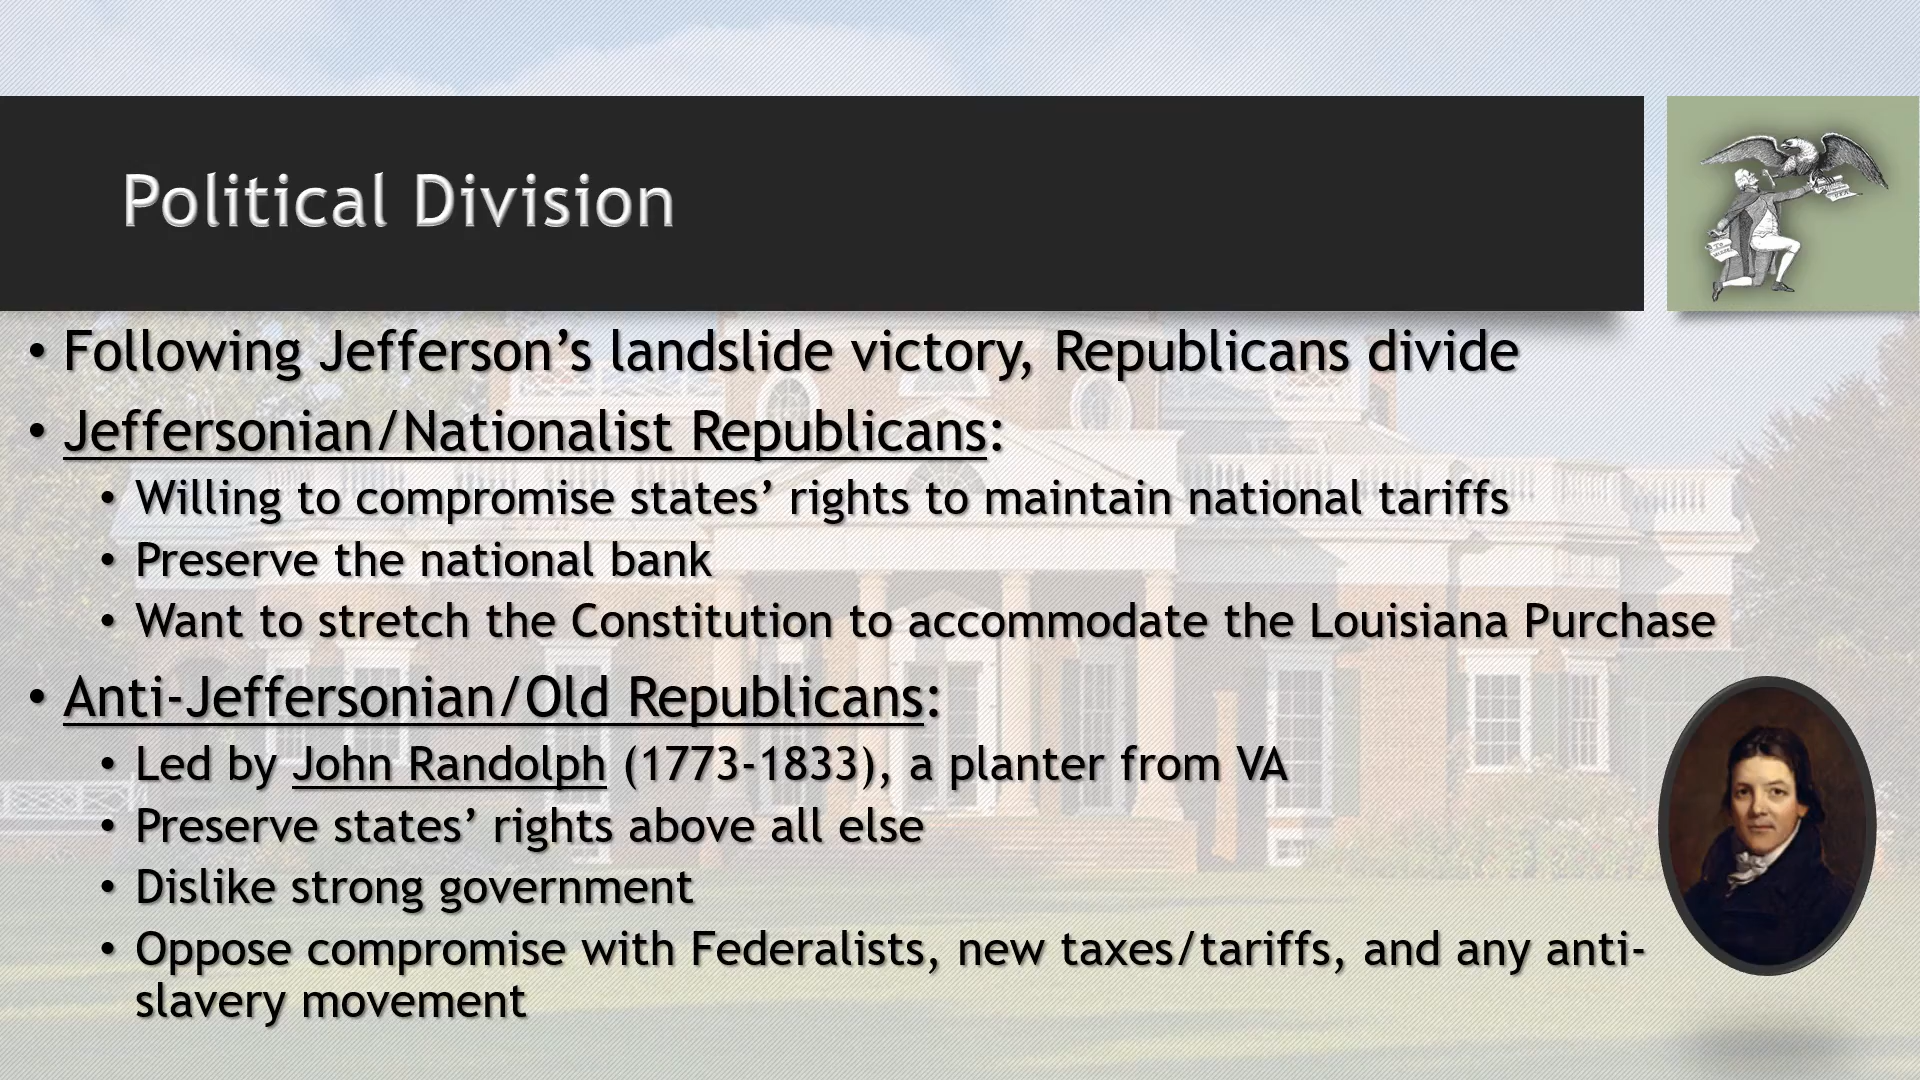 Political Division
• Following Jefferson’s landslide victory, Republicans divide
• Jeffersonian/Nationalist Republicans:
• Willing to compromise states’ rights to maintain national tariffs
• Preserve the national bank
• Want to stretch the Constitution to accommodate the Louisiana Purchase
• Anti-Jeffersonian/Old Republicans:
• Led by John Randolph (1773-1833), a planter from VA
• Preserve states’ rights above all else
• Dislike strong government
• Oppose compromise with Federalists, new taxes/tariffs, and any anti-
slavery movement